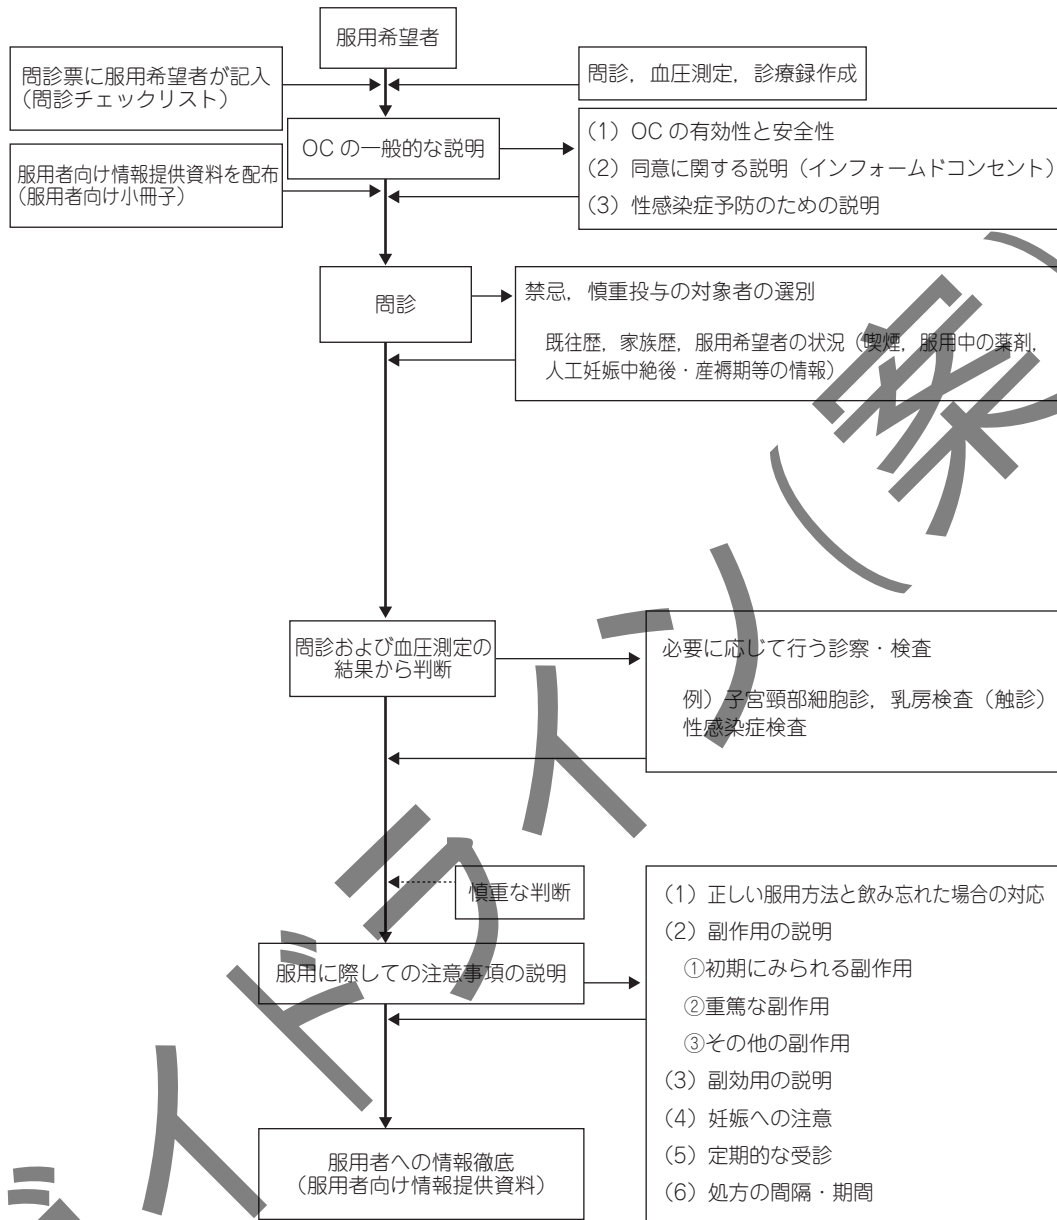 服用希望者
問診票に服用希望者が記入
(問診チェックリスト)
問診，血圧測定，診療録作成
OC の一般的な説明
(1) OC の有効性と安全性
(2) 同意に関する説明（インフォームドコンセント）
(3) 性感染症予防のための説明
服用者向け情報提供資料を配布
(服用者向け小冊子)
問診
禁忌，慎重投与の対象者の選別
既往歴，家族歴，服用希望者の状況（喫煙，服用中の薬剤，
人工妊娠中絶後・産褥期等の情報）
問診および血圧測定の
結果から判断
必要に応じて行う診察・検査
例）子宮頸部細胞診，乳房検査（触診）
性感染症検査
慎重な判断
服用に際しての注意事項の説明
(1) 正しい服用方法と飲み忘れた場合の対応
(2) 副作用の説明
①初期にみられる副作用
②重篤な副作用
③その他の副作用
(3) 副効用の説明
(4) 妊娠への注意
(5) 定期的な受診
(6) 処方の間隔・期間
服用者への情報徹底
(服用者向け情報提供資料)
イドライン（案）